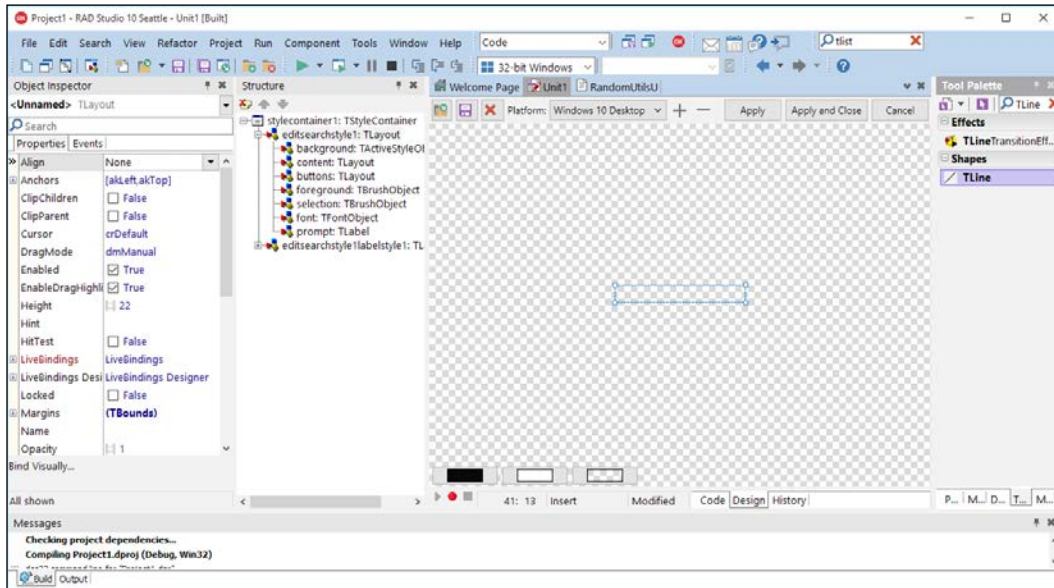 Project1 - RAD Studio 10 Seattle - Unit1 [Built]
File Edit Search View Refactor Project Run Component Tools Window Help Code tlist
32-bit Windows
Object Inspector
Structure
Welcome Page Unit1 RandomUtilsU
Tool Palette
<Unnamed> TLayout
Platform: Windows 10 Desktop Apply Apply and Close Cancel
TLine
Search
Properties Events
stylecontainer1: TStyleContainer
editsearchstyle1: TLayout
background: TActiveStyleOl
content: TLayout
buttons: TLayout
foreground: TBrushObject
selection: TBrushObject
font: TFontObject
prompt: TLabel
editsearchstyle1labelstyle1: TL
Effects
TLineTransitionEff...
Shapes
TLine
Align None
Anchors [akLeft,akTop]
ClipChildren False
ClipParent False
Cursor crDefault
DragMode dmManual
Enabled True
EnableDragHighli True
Height 22
Hint
HitTest False
LiveBindings LiveBindings
LiveBindings Desi LiveBindings Designer
Locked False
Margins (TBounds)
Name
Opacity 1
Bind Visually...
All shown
41: 13 Insert Modified Code Design History
P... M... D... T... M...
Messages
Checking project dependencies...
Compiling Project1.dproj (Debug, Win32)
Build Output